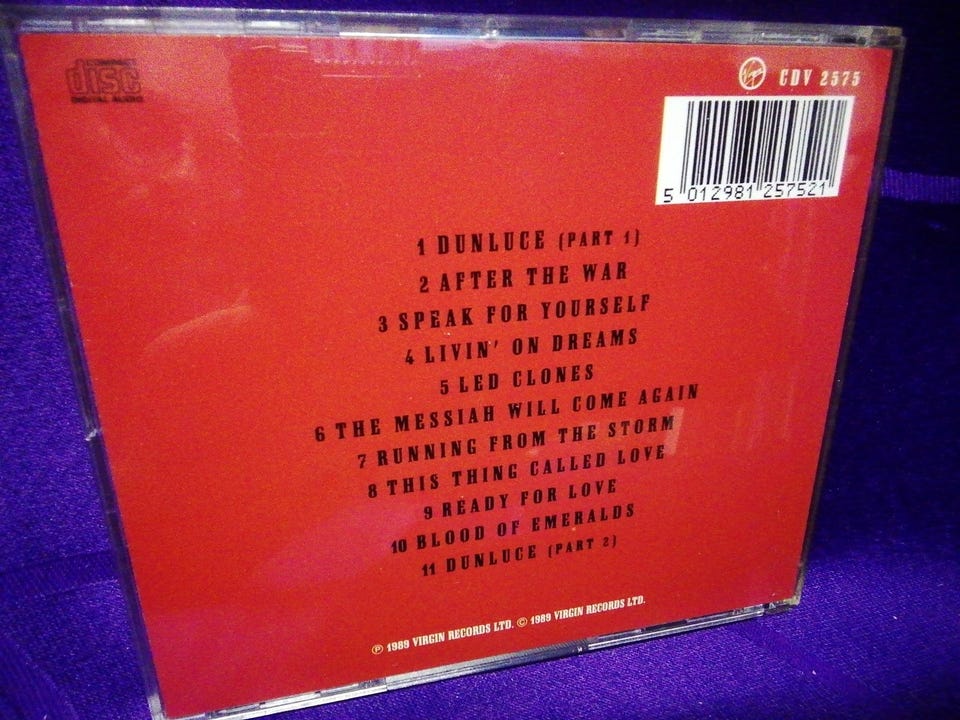 COMPACT
disc
DIGITAL AUDIO
Virgin CDV 2575
5 012981 257521
1 DUNLUCE (PART 1)
2 AFTER THE WAR
3 SPEAK FOR YOURSELF
4 LIVIN' ON DREAMS
5 LED CLONES
6 THE MESSIAH WILL COME AGAIN
7 RUNNING FROM THE STORM
8 THIS THING CALLED LOVE
9 READY FOR LOVE
10 BLOOD OF EMERALDS
11 DUNLUCE (PART 2)
℗ 1989 VIRGIN RECORDS LTD. © 1989 VIRGIN RECORDS LTD.